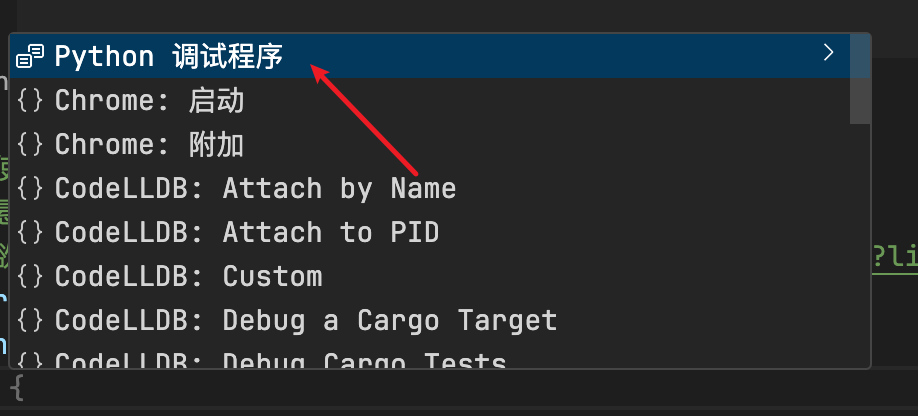 Python 调试程序
{} Chrome: 启动
{} Chrome: 附加
{} CodeLLDB: Attach by Name
{} CodeLLDB: Attach to PID
{} CodeLLDB: Custom
?li
{} CodeLLDB: Debug a Cargo Target
{} CodeLLDB: Debug Cargo Tests
{